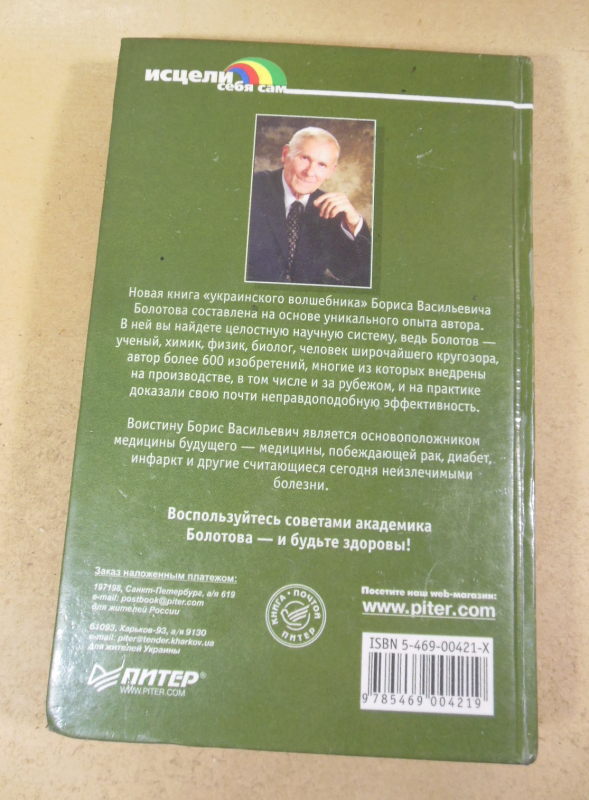 исцели
себя сам
Новая книга «украинского волшебника» Бориса Васильевича
Болотова составлена на основе уникального опыта автора.
В ней вы найдете целостную научную систему, ведь Болотов —
ученый, химик, физик, биолог, человек широчайшего кругозора,
автор более 600 изобретений, многие из которых внедрены
на производстве, в том числе и за рубежом, и на практике
доказали свою почти неправдоподобную эффективность.
Воистину Борис Васильевич является основоположником
медицины будущего — медицины, побеждающей рак, диабет,
инфаркт и другие считающиеся сегодня неизлечимыми
болезни.
Воспользуйтесь советами академика
Болотова — и будьте здоровы!
Заказ наложенным платежом:
197198, Санкт-Петербург, а/я 619
e-mail: postbook@piter.com
для жителей России
61093, Харьков-93, а/я 9130
e-mail: piter@tender.kharkov.ua
для жителей Украины
ПИТЕР®
WWW.PITER.COM
КНИГА • ПОЧТОЙ
ПИТЕР
Посетите наш web-магазин:
www.piter.com
ISBN 5-469-00421-X
9785469004219